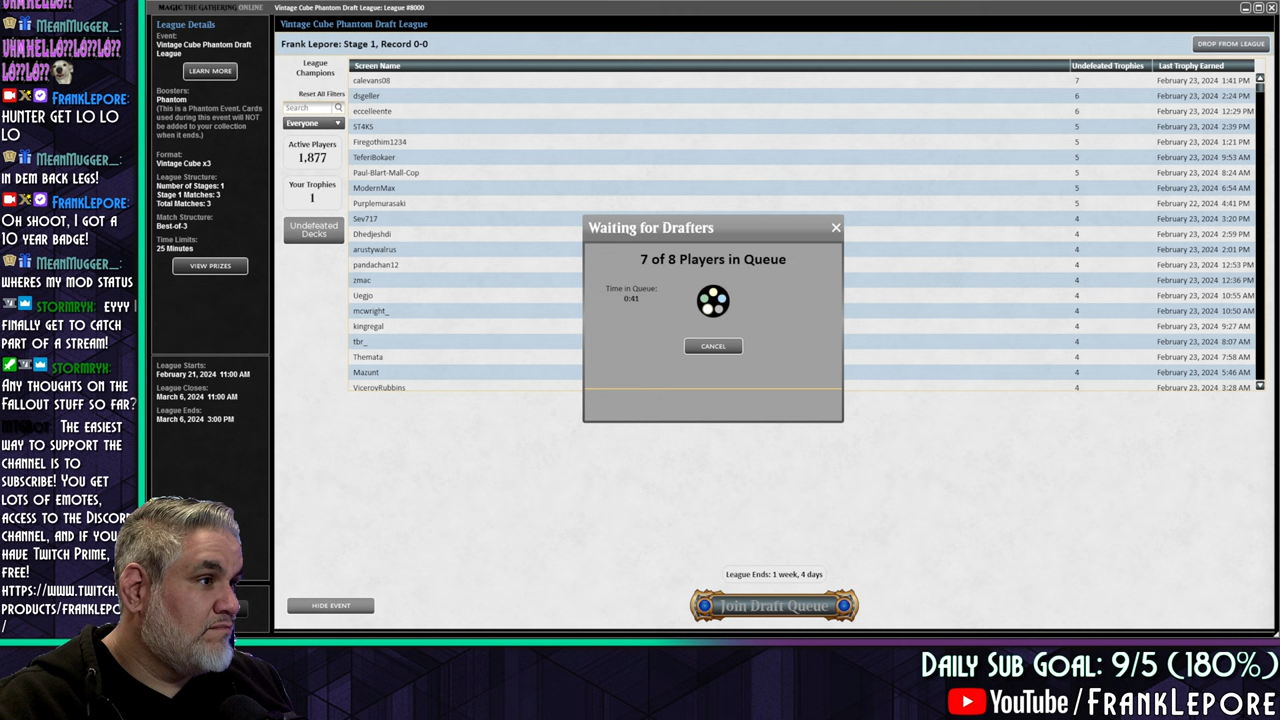 MEANMUGGER_:
LÓ??LÓ??LÓ??
LÓ??LÓ??
FRANKLEPORE:
HUNTER GET LO LO
LO
MEANMUGGER_:
IN DEM BACK LEGS!
FRANKLEPORE:
OH SHOOT, I GOT A
10 YEAR BADGE!
MEANMUGGER_:
WHERES MY MOD STATUS
STORMRYK: EYYY I
FINALLY GET TO CATCH
PART OF A STREAM!
STORMRYK:
ANY THOUGHTS ON THE
FALLOUT STUFF SO FAR?
THE EASIEST
WAY TO SUPPORT THE
CHANNEL IS TO
SUBSCRIBE! YOU GET
LOTS OF EMOTES,
ACCESS TO THE DISCORD
CHANNEL, AND IF YOU
HAVE TWITCH PRIME,
FREE!
HTTPS://WWW.TWITCH.
PRODUCTS/FRANKLEPO
/
MAGIC THE GATHERING ONLINE
Vintage Cube Phantom Draft League: League #8000
League Details
Event:
Vintage Cube Phantom Draft
League
LEARN MORE
Boosters:
Phantom
(This is a Phantom Event. Cards
used during this event will NOT
be added to your collection
when it ends.)
Format:
Vintage Cube x3
League Structure:
Number of Stages: 1
Stage 1 Matches: 3
Total Matches: 3
Match Structure:
Best-of-3
Time Limits:
25 Minutes
VIEW PRIZES
League Starts:
February 21, 2024 11:00 AM
League Closes:
March 6, 2024 11:00 AM
League Ends:
March 6, 2024 3:00 PM
Vintage Cube Phantom Draft League
Frank Lepore: Stage 1, Record 0-0
DROP FROM LEAGUE
League
Champions
Reset All Filters
Search
Everyone
Active Players
1,877
Your Trophies
1
Undefeated
Decks
Screen Name Undefeated Trophies Last Trophy Earned
calevans08 7 February 23, 2024 1:41 PM
dsgeller 6 February 23, 2024 2:24 PM
eccelleente 6 February 23, 2024 12:29 PM
ST4KS 5 February 23, 2024 2:39 PM
Firegothim1234 5 February 23, 2024 1:21 PM
TeferiBokaer 5 February 23, 2024 9:53 AM
Paul-Blart-Mall-Cop 5 February 23, 2024 8:24 AM
ModernMax 5 February 23, 2024 6:54 AM
Purplemurasaki 5 February 22, 2024 4:41 PM
Sev717 4 February 23, 2024 3:20 PM
Dhedjeshdi 4 February 23, 2024 2:59 PM
arustywalrus 4 February 23, 2024 2:01 PM
pandachan12 4 February 23, 2024 12:53 PM
zmac 4 February 23, 2024 12:36 PM
Uegjo 4 February 23, 2024 10:55 AM
mcwright_ 4 February 23, 2024 10:50 AM
kingregal 4 February 23, 2024 9:27 AM
tbr_ 4 February 23, 2024 8:07 AM
Themata 4 February 23, 2024 7:58 AM
Mazunt 4 February 23, 2024 5:46 AM
ViceroyRubbins 4 February 23, 2024 3:28 AM
Waiting for Drafters
7 of 8 Players in Queue
Time in Queue:
0:41
CANCEL
League Ends: 1 week, 4 days
HIDE EVENT
Join Draft Queue
DAILY SUB GOAL: 9/5 (180%)
YOUTUBE/FRANKLEPORE